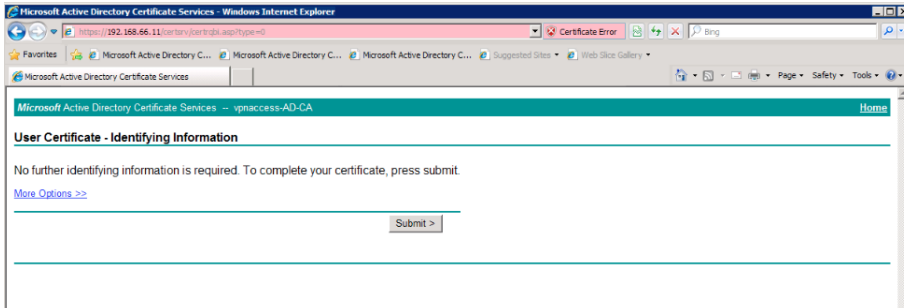 Microsoft Active Directory Certificate Services - Windows Internet Explorer
https://192.168.66.11/certsrv/certrqbi.asp?type=0 Certificate Error Bing
Favorites Microsoft Active Directory C... Microsoft Active Directory C... Microsoft Active Directory C... Suggested Sites Web Slice Gallery
Microsoft Active Directory Certificate Services Page Safety Tools
Microsoft Active Directory Certificate Services -- vpnaccess-AD-CA Home
User Certificate - Identifying Information
No further identifying information is required. To complete your certificate, press submit.
More Options >>
Submit >